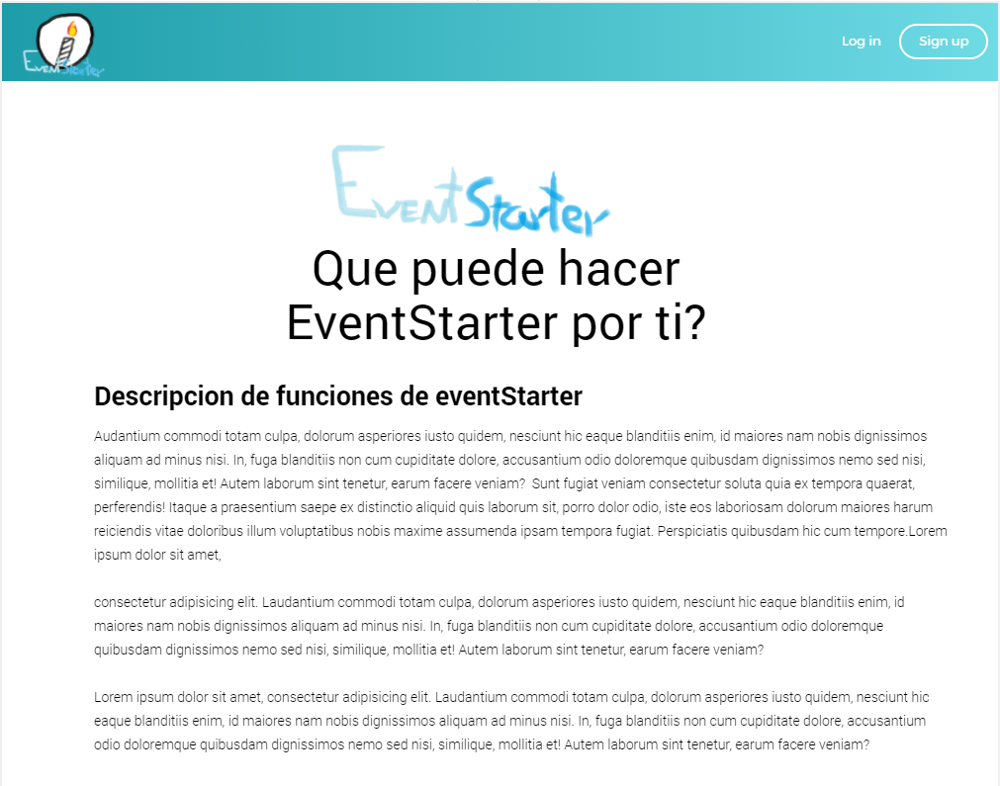 EventStarter
Log in
Sign up
EventStarter
Que puede hacer
EventStarter por ti?
Descripcion de funciones de eventStarter
Audantium commodi totam culpa, dolorum asperiores iusto quidem, nesciunt hic eaque blanditiis enim, id maiores nam nobis dignissimos
aliquam ad minus nisi. In, fuga blanditiis non cum cupiditate dolore, accusantium odio doloremque quibusdam dignissimos nemo sed nisi,
similique, mollitia et! Autem laborum sint tenetur, earum facere veniam?  Sunt fugiat veniam consectetur soluta quia ex tempora quaerat,
perferendis! Itaque a praesentium saepe ex distinctio aliquid quis laborum sit, porro dolor odio, iste eos laboriosam dolorum maiores harum
reiciendis vitae doloribus illum voluptatibus nobis maxime assumenda ipsam tempora fugiat. Perspiciatis quibusdam hic cum tempore.Lorem
ipsum dolor sit amet,
consectetur adipisicing elit. Laudantium commodi totam culpa, dolorum asperiores iusto quidem, nesciunt hic eaque blanditiis enim, id
maiores nam nobis dignissimos aliquam ad minus nisi. In, fuga blanditiis non cum cupiditate dolore, accusantium odio doloremque
quibusdam dignissimos nemo sed nisi, similique, mollitia et! Autem laborum sint tenetur, earum facere veniam?
Lorem ipsum dolor sit amet, consectetur adipisicing elit. Laudantium commodi totam culpa, dolorum asperiores iusto quidem, nesciunt hic
eaque blanditiis enim, id maiores nam nobis dignissimos aliquam ad minus nisi. In, fuga blanditiis non cum cupiditate dolore, accusantium
odio doloremque quibusdam dignissimos nemo sed nisi, similique, mollitia et! Autem laborum sint tenetur, earum facere veniam?